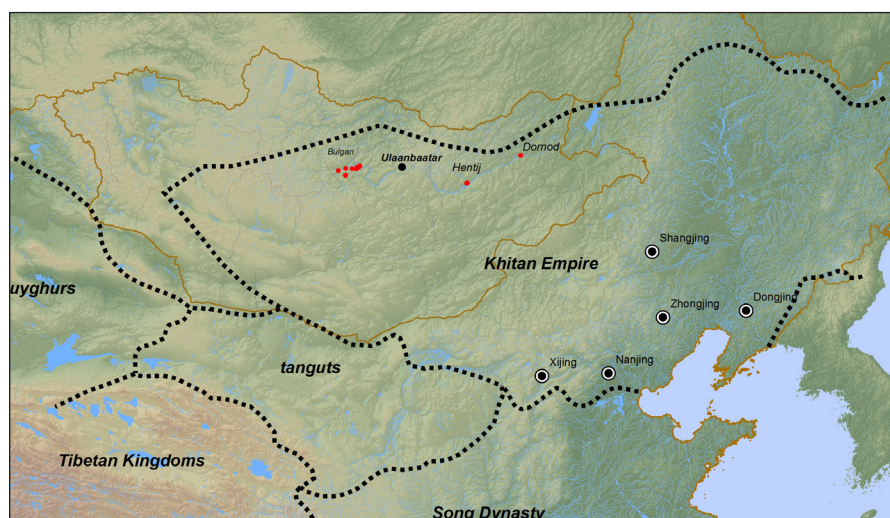 Bulgan
Ulaanbaatar
Hentij
Dornod
Shangjing
Khitan Empire
uyghurs
Zhongjing
Dongjing
tanguts
Xijing
Nanjing
Tibetan Kingdoms
Song Dynasty